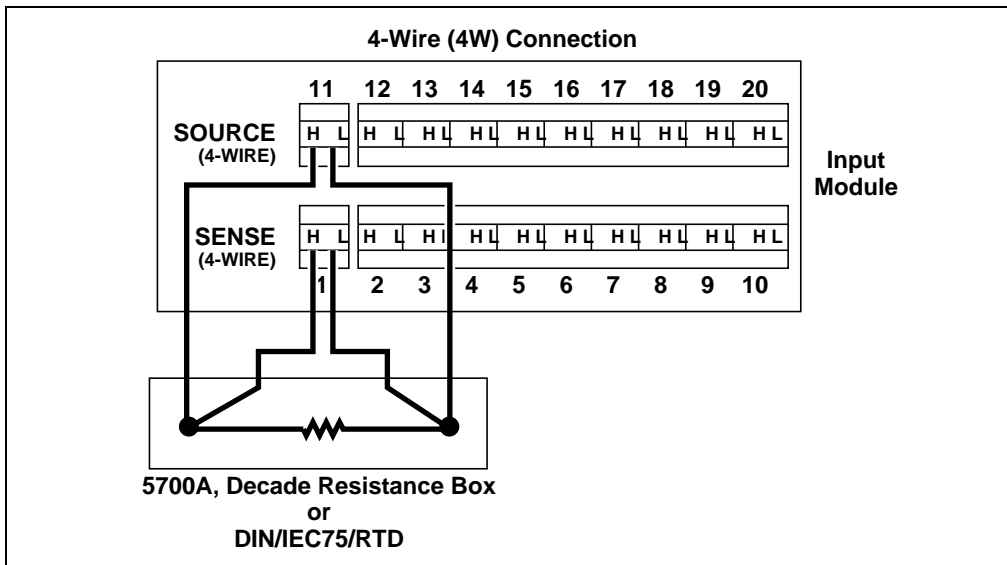 4-Wire (4W) Connection
11 12 13 14 15 16 17 18 19 20
SOURCE
(4-WIRE)
H L H L H L H L H L H L H L H L H L H L
Input
Module
SENSE
(4-WIRE)
H L H L H L H L H L H L H L H L H L H L
1 2 3 4 5 6 7 8 9 10
5700A, Decade Resistance Box
or
DIN/IEC75/RTD